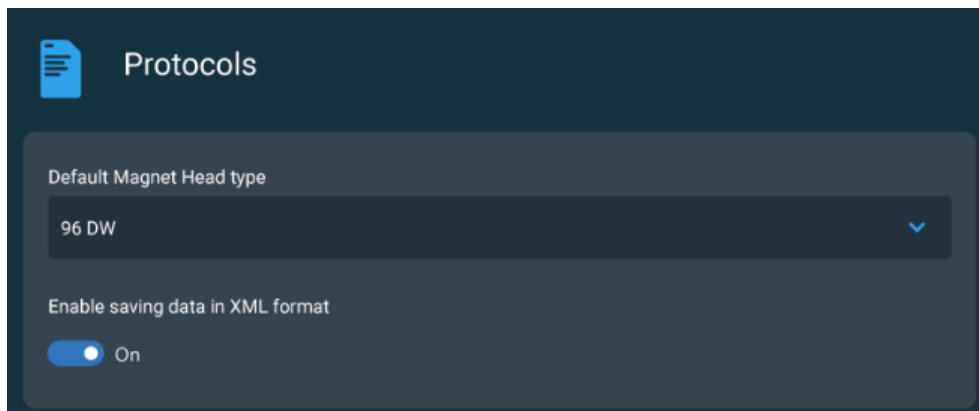 Protocols
Default Magnet Head type
96 DW
Enable saving data in XML format
On